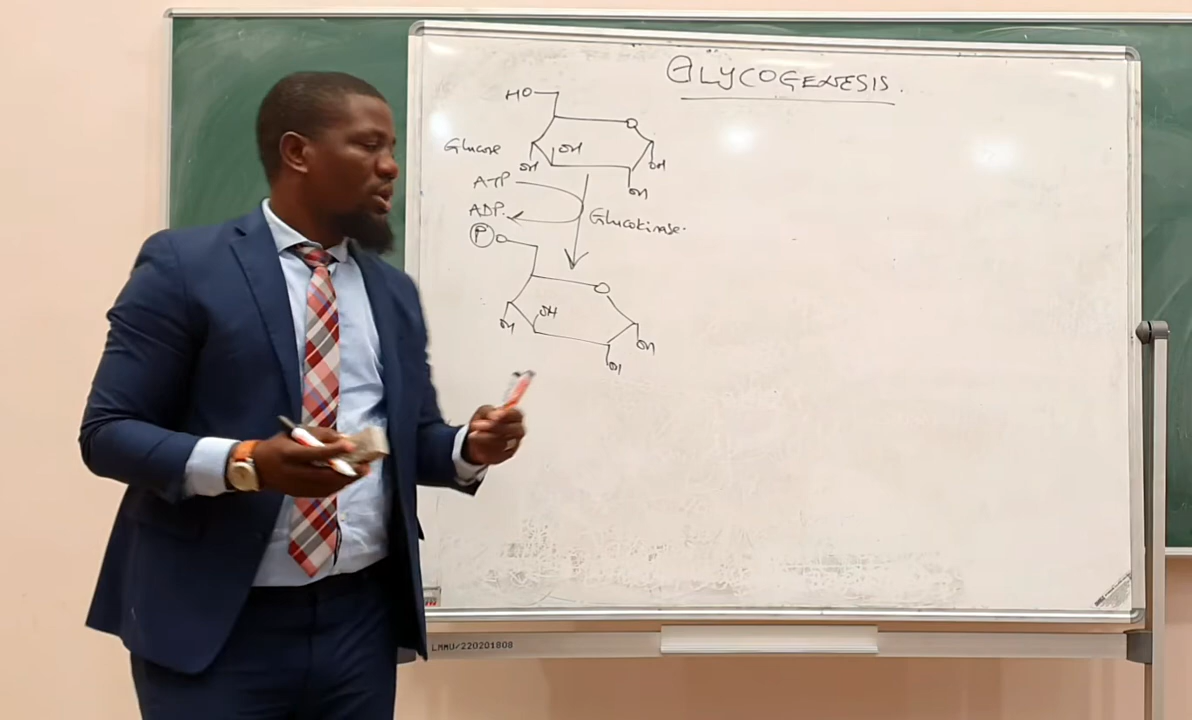 GLYCOGENESIS.
HO
O
Glucose
OH
OH
OH
OH
ATP
ADP.
Glucokinase.
P O
O
OH
OH
OH
OH
LMMU/220201808